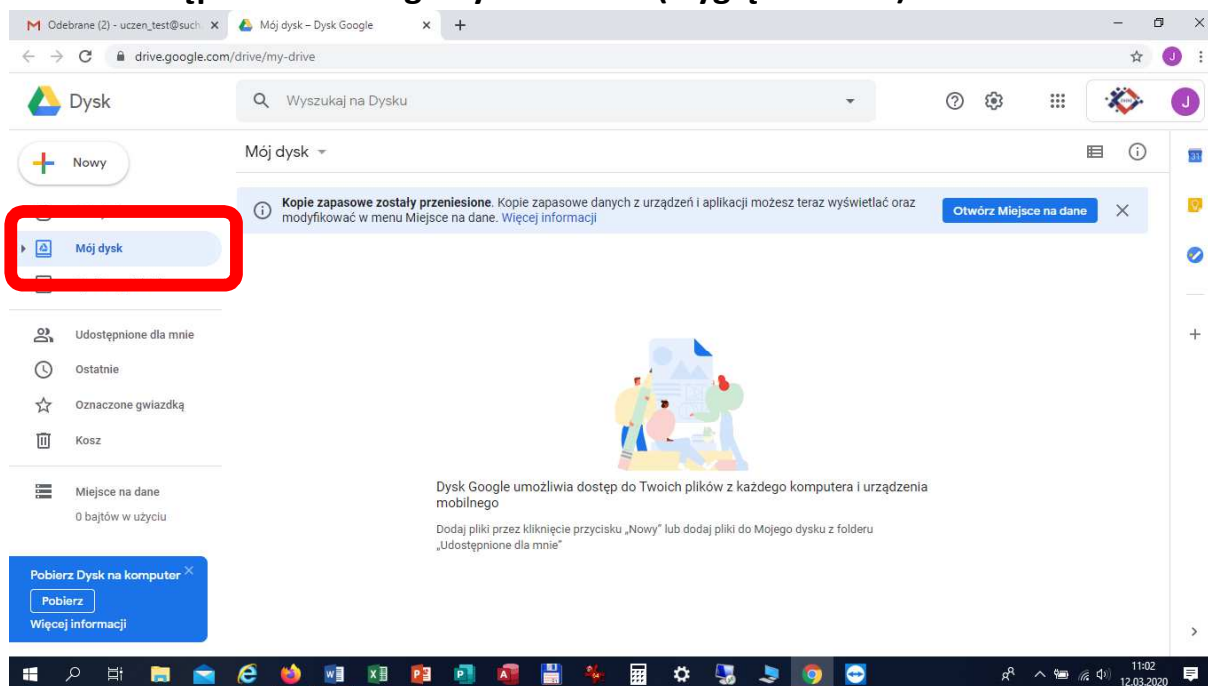 Odebrane (2) - uczen_test@such
Mój dysk – Dysk Google
drive.google.com/drive/my-drive
J
Dysk
Wyszukaj na Dysku
J
Nowy
Mój dysk
31
Kopie zapasowe zostały przeniesione. Kopie zapasowe danych z urządzeń i aplikacji możesz teraz wyświetlać oraz
modyfikować w menu Miejsce na dane. Więcej informacji
Otwórz Miejsce na dane
Mój dysk
Udostępnione dla mnie
Ostatnie
Oznaczone gwiazdką
Kosz
Miejsce na dane
0 bajtów w użyciu
Dysk Google umożliwia dostęp do Twoich plików z każdego komputera i urządzenia
mobilnego
Dodaj pliki przez kliknięcie przycisku „Nowy” lub dodaj pliki do Mojego dysku z folderu
„Udostępnione dla mnie”
Pobierz Dysk na komputer
Pobierz
Więcej informacji
11:02
12.03.2020